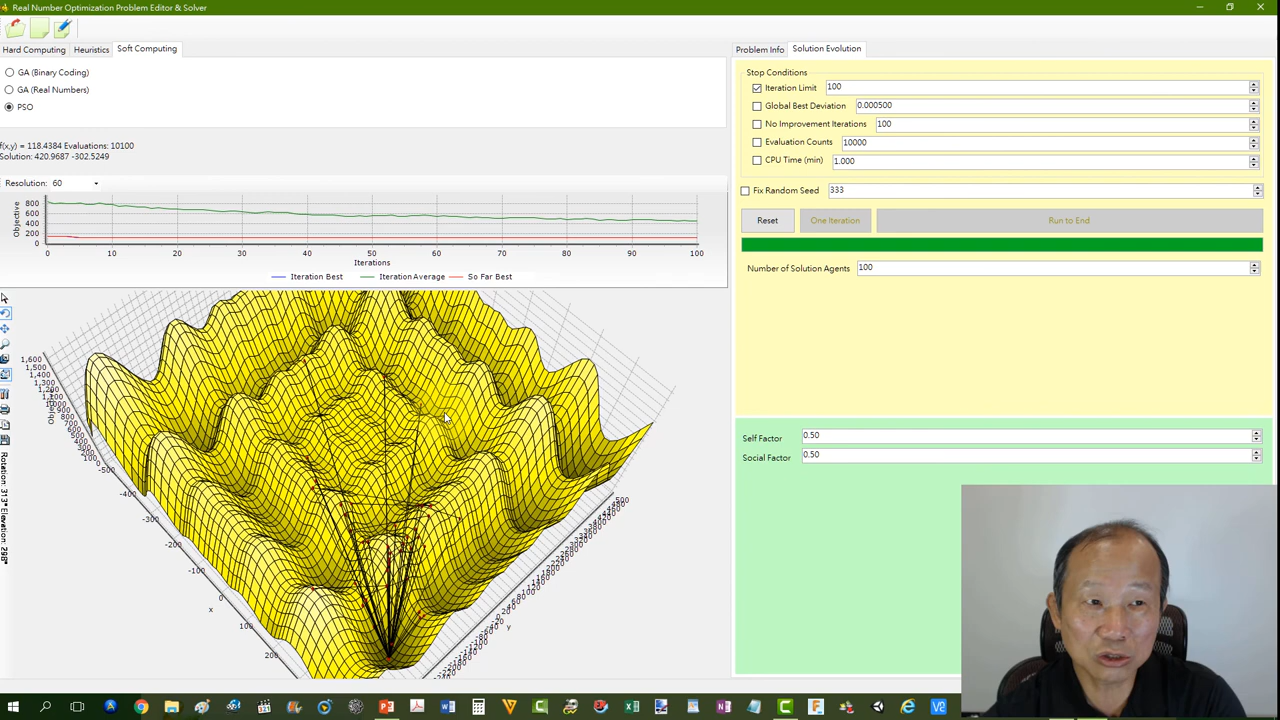 Real Number Optimization Problem Editor & Solver
Hard Computing Heuristics Soft Computing
GA (Binary Coding)
GA (Real Numbers)
PSO
f(x,y) = 118.4384 Evaluations: 10100
Solution: 420.9687 -302.5249
Resolution: 60
Objective
800
600
400
200
0
0 10 20 30 40 50 60 70 80 90 100
Iterations
Iteration Best Iteration Average So Far Best
1,600
1,500
1,400
1,300
-500
-400
-300
-200
-100
0
100
200
x
y
Rotation: 313° Elevation: 298°
Problem Info Solution Evolution
Stop Conditions
Iteration Limit 100
Global Best Deviation 0.000500
No Improvement Iterations 100
Evaluation Counts 10000
CPU Time (min) 1.000
Fix Random Seed 333
Reset One Iteration Run to End
Number of Solution Agents 100
Self Factor 0.50
Social Factor 0.50